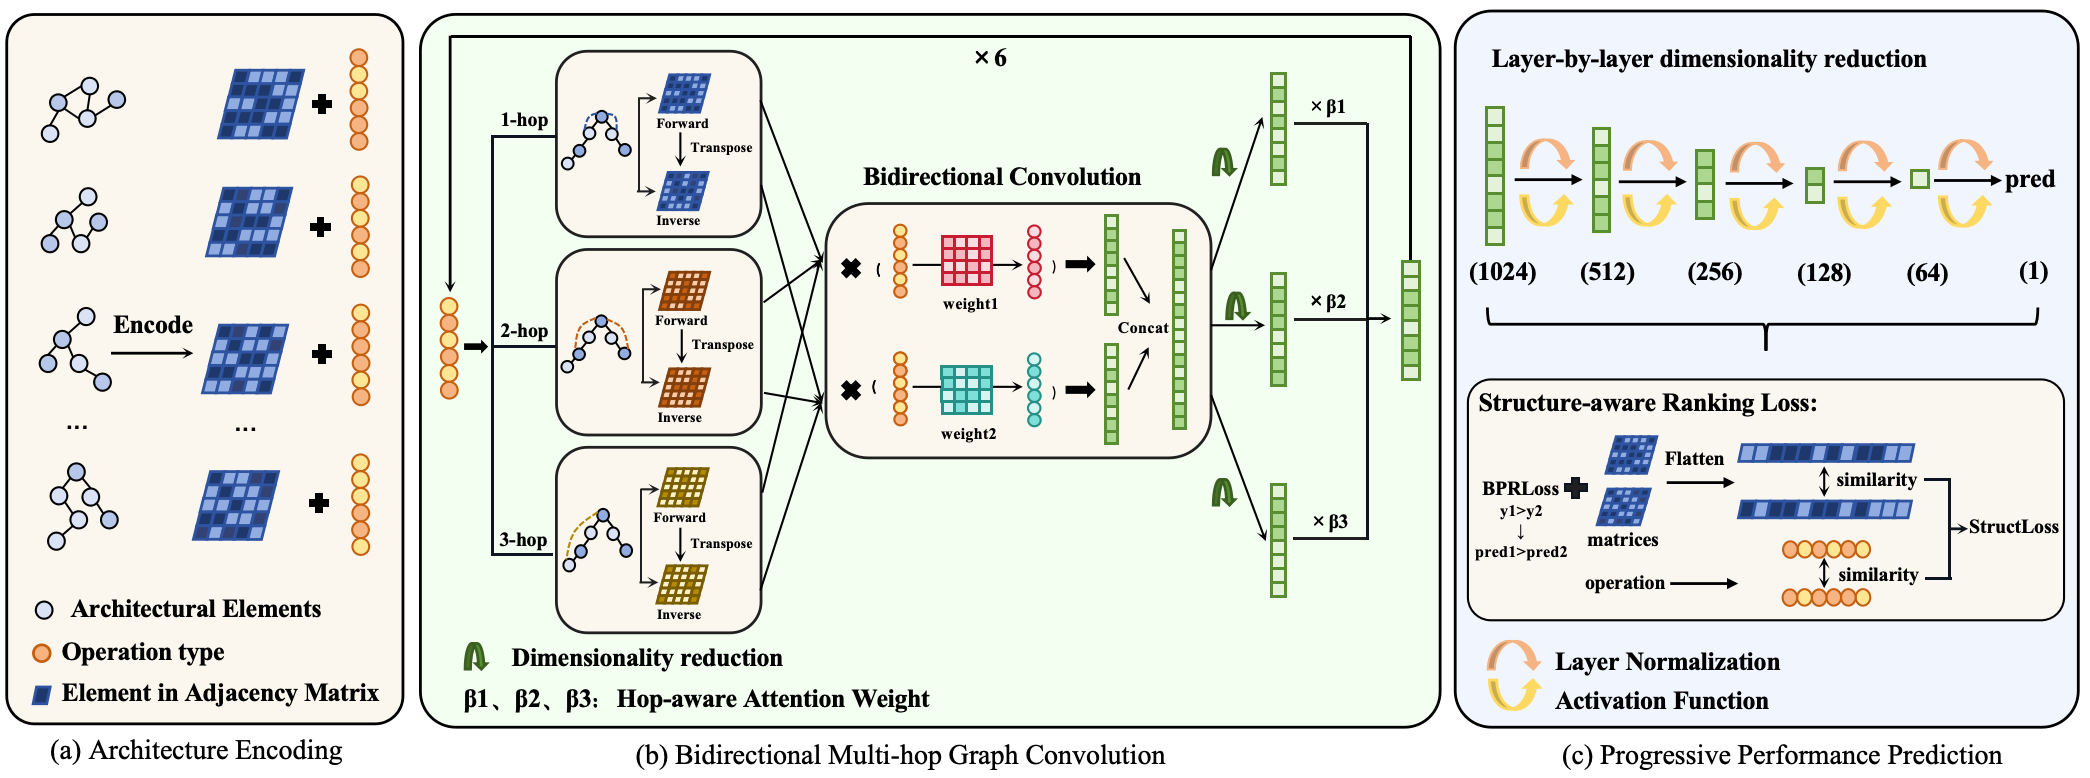 Encode
...
...
Architectural Elements
Operation type
Element in Adjacency Matrix
(a) Architecture Encoding
× 6
1-hop
Forward
Transpose
Inverse
2-hop
Forward
Transpose
Inverse
3-hop
Forward
Transpose
Inverse
Bidirectional Convolution
( )
weight1
( )
weight2
Concat
× β1
× β2
× β3
Dimensionality reduction
β1、β2、β3： Hop-aware Attention Weight
(b) Bidirectional Multi-hop Graph Convolution
Layer-by-layer dimensionality reduction
pred
(1024) (512) (256) (128) (64) (1)
Structure-aware Ranking Loss:
BPRLoss
y1>y2
pred1>pred2
matrices
Flatten
similarity
operation
similarity
StructLoss
Layer Normalization
Activation Function
(c) Progressive Performance Prediction